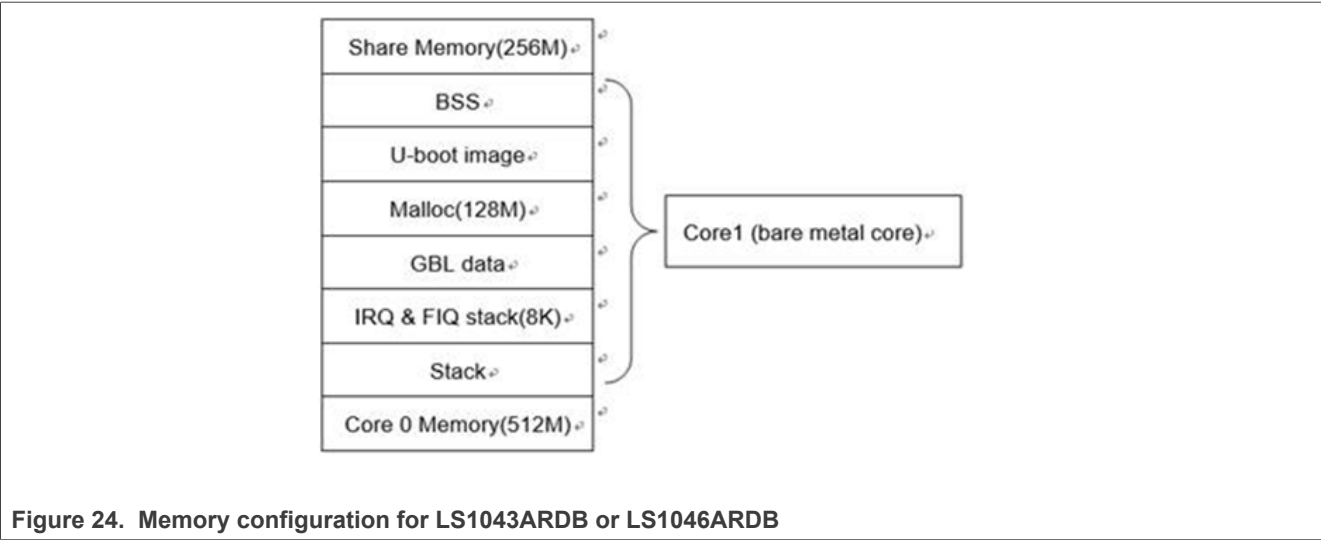 Share Memory(256M)
BSS
U-boot image
Malloc(128M)
GBL data
IRQ & FIQ stack(8K)
Stack
Core 0 Memory(512M)
Core1 (bare metal core)
Figure 24. Memory configuration for LS1043ARDB or LS1046ARDB